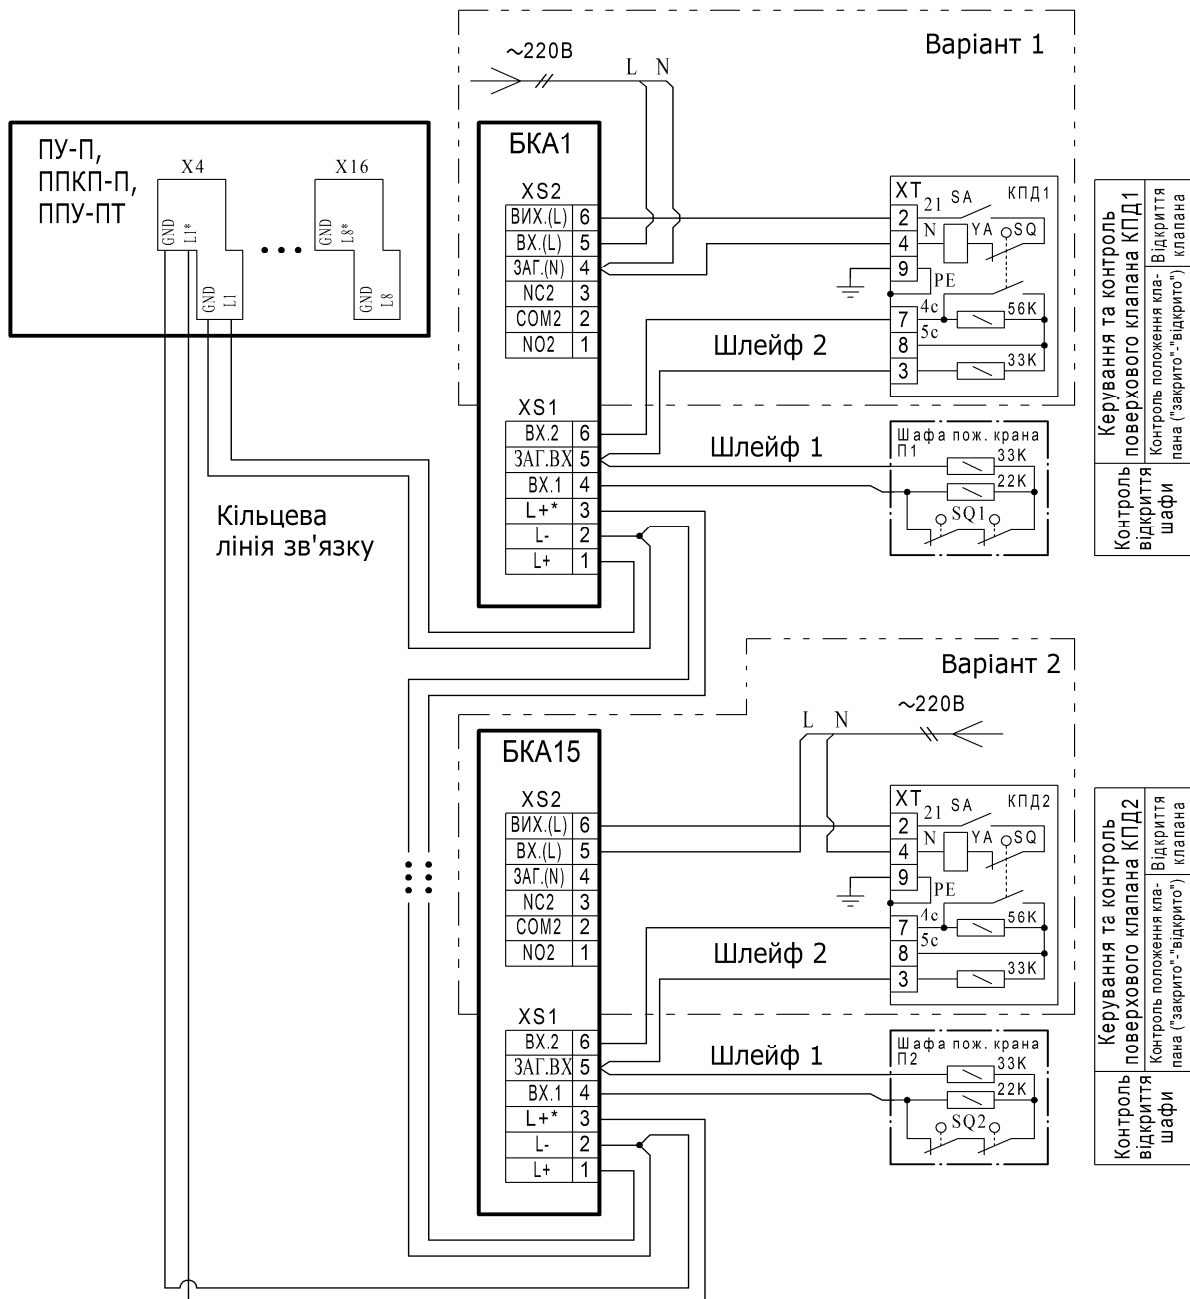 Варіант 1
~220В
L N
ПУ-П,
ППКП-П,
ППУ-ПТ
X4
X16
GND
L1*
GND
L1
GND
L8*
GND
L8
БКА1
XS2
ВИХ.(L) 6
ВХ.(L) 5
ЗАГ.(N) 4
NC2 3
COM2 2
NO2 1
XS1
ВХ.2 6
ЗАГ.ВХ 5
ВХ.1 4
L+* 3
L- 2
L+ 1
XT
КПД1
2 21 SA
4 N YA SQ
9
PE
4c
7 56K
5c
8
3 33K
Шлейф 2
Шлейф 1
Шафа пож. крана
П1
33K
22K
SQ1
Керування та контроль
поверхового клапана КПД1
Відкриття
клапана
Контроль положення кла-
пана ("закрито"-"відкрито")
Контроль
відкриття
шафи
Кільцева
лінія зв'язку
Варіант 2
~220В
L N
БКА15
XS2
ВИХ.(L) 6
ВХ.(L) 5
ЗАГ.(N) 4
NC2 3
COM2 2
NO2 1
XS1
ВХ.2 6
ЗАГ.ВХ 5
ВХ.1 4
L+* 3
L- 2
L+ 1
XT
КПД2
2 21 SA
4 N YA SQ
9
PE
4c
7 56K
5c
8
3 33K
Шлейф 2
Шлейф 1
Шафа пож. крана
П2
33K
22K
SQ2
Керування та контроль
поверхового клапана КПД2
Відкриття
клапана
Контроль положення кла-
пана ("закрито"-"відкрито")
Контроль
відкриття
шафи